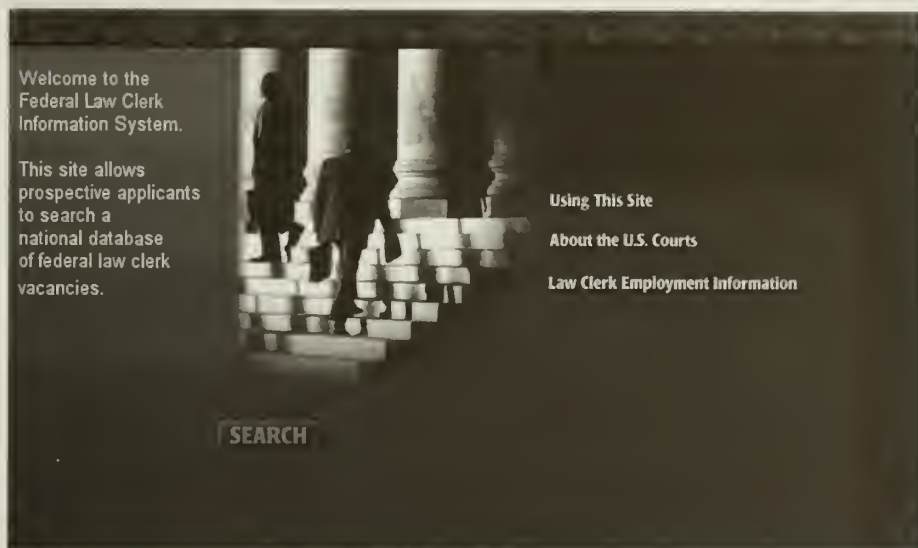 Welcome to the
Federal Law Clerk
Information System.
This site allows
prospective applicants
to search a
national database
of federal law clerk
vacancies.
Using This Site
About the U.S. Courts
Law Clerk Employment Information
SEARCH